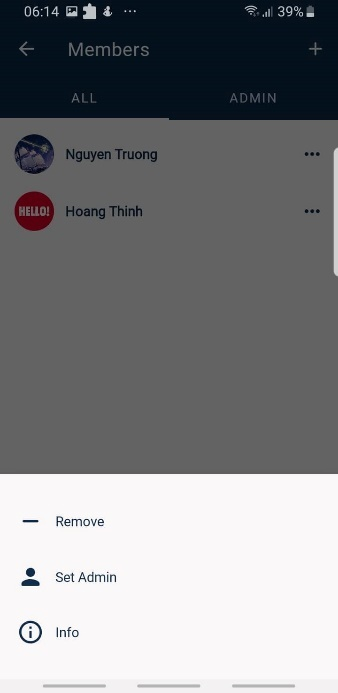 06:14 39%
Members
ALL ADMIN
Nguyen Truong
HELLO!
Hoang Thinh
Remove
Set Admin
Info